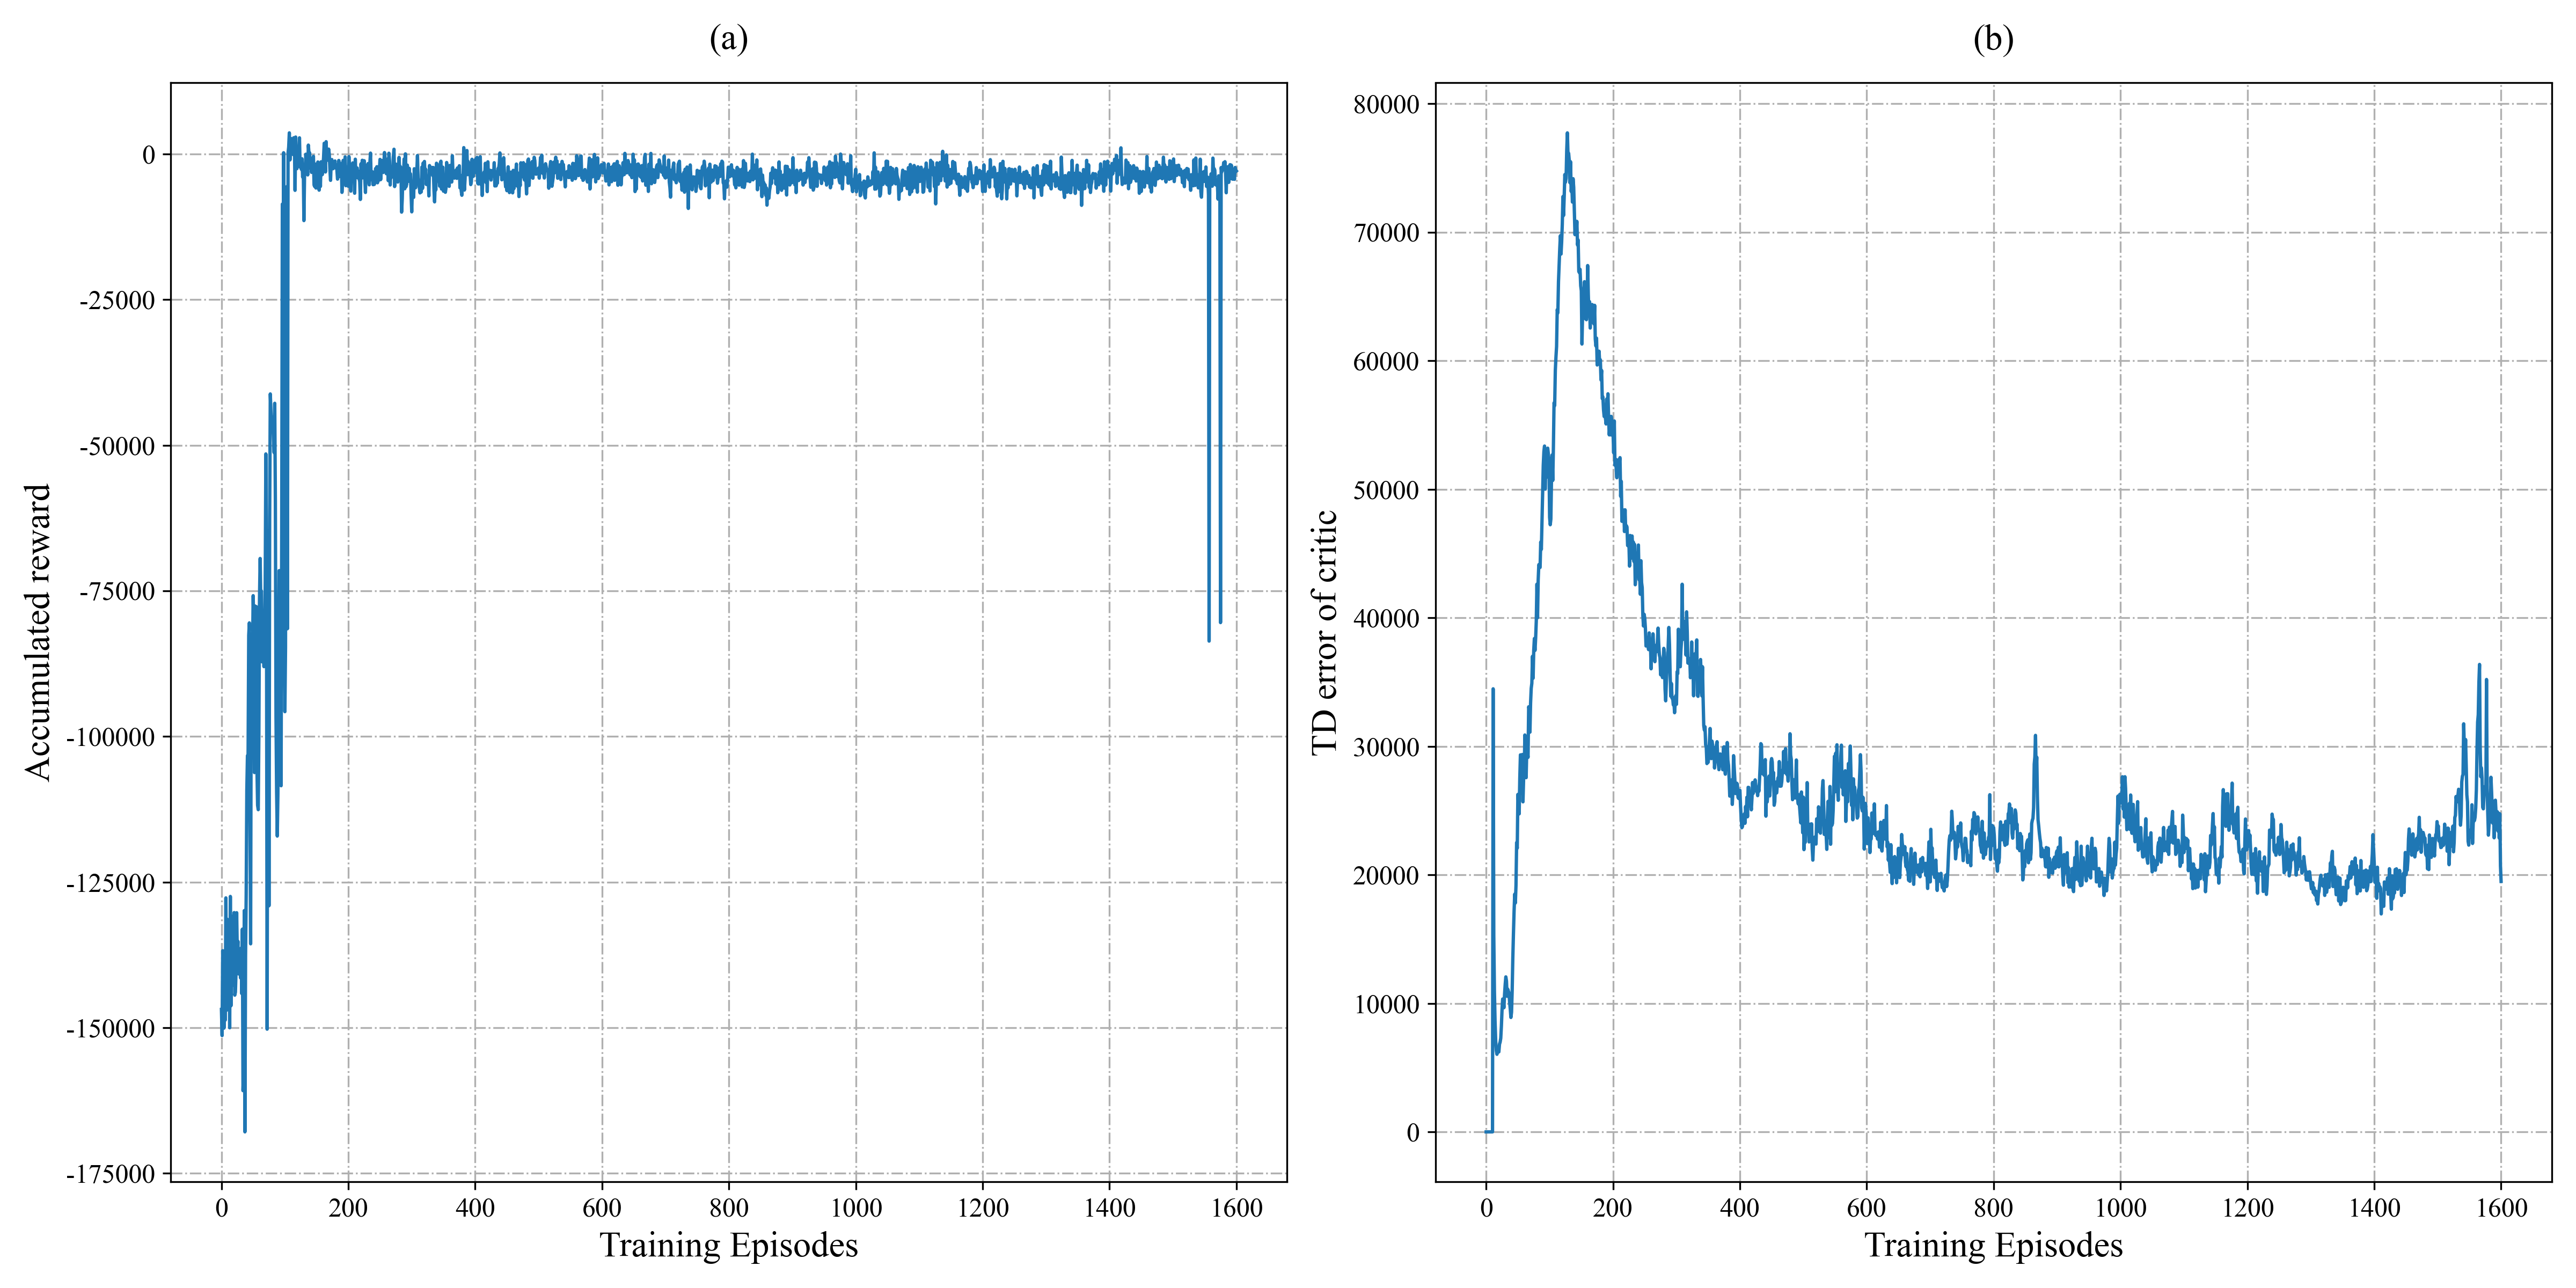 (a)
0
-25000
-50000
-75000
-100000
-125000
-150000
-175000
Accumulated reward
0 200 400 600 800 1000 1200 1400 1600
Training Episodes
(b)
80000
70000
60000
50000
40000
30000
20000
10000
0
TD error of critic
0 200 400 600 800 1000 1200 1400 1600
Training Episodes